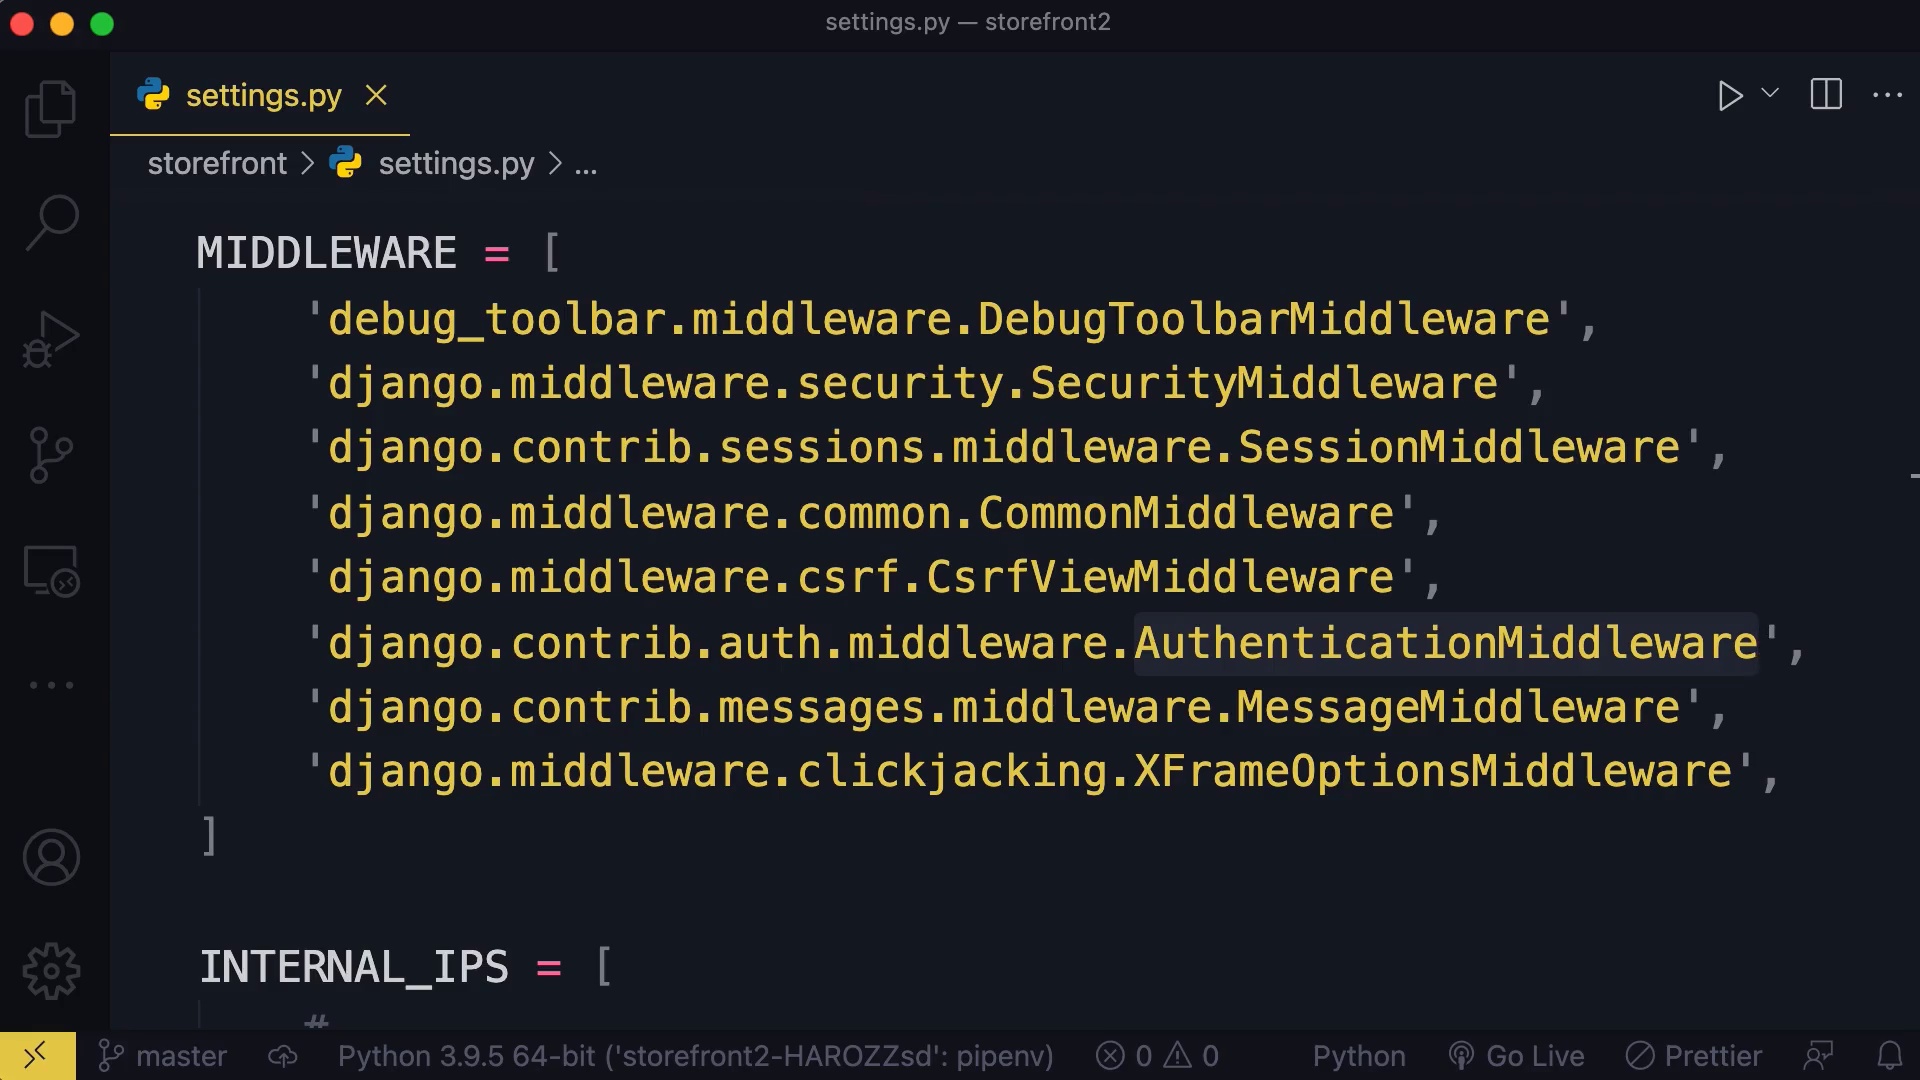 settings.py — storefront2
settings.py
storefront > settings.py > ...
MIDDLEWARE = [
'debug_toolbar.middleware.DebugToolbarMiddleware',
'django.middleware.security.SecurityMiddleware',
'django.contrib.sessions.middleware.SessionMiddleware',
'django.middleware.common.CommonMiddleware',
'django.middleware.csrf.CsrfViewMiddleware',
'django.contrib.auth.middleware.AuthenticationMiddleware',
'django.contrib.messages.middleware.MessageMiddleware',
'django.middleware.clickjacking.XFrameOptionsMiddleware',
]
INTERNAL_IPS = [
#
master Python 3.9.5 64-bit ('storefront2-HAROZZsd': pipenv) 0 0 Python Go Live Prettier